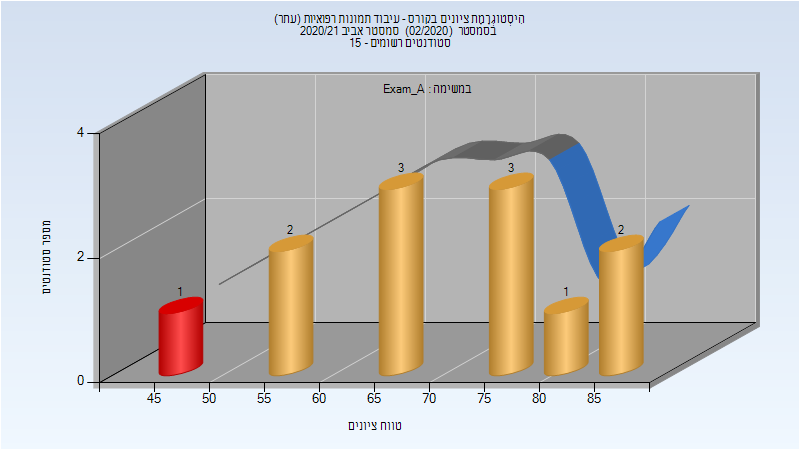 היסטוגרמת ציונים בקורס - עיבוד תמונות רפואיות (עתר)
בסמסטר (02/2020) סמסטר אביב 2020/21
סטודנטים רשומים - 15
במשימה : Exam_A
4
2
0
מספר סטודנטים
1
2
3
3
1
2
45 50 55 60 65 70 75 80 85
טווח ציונים